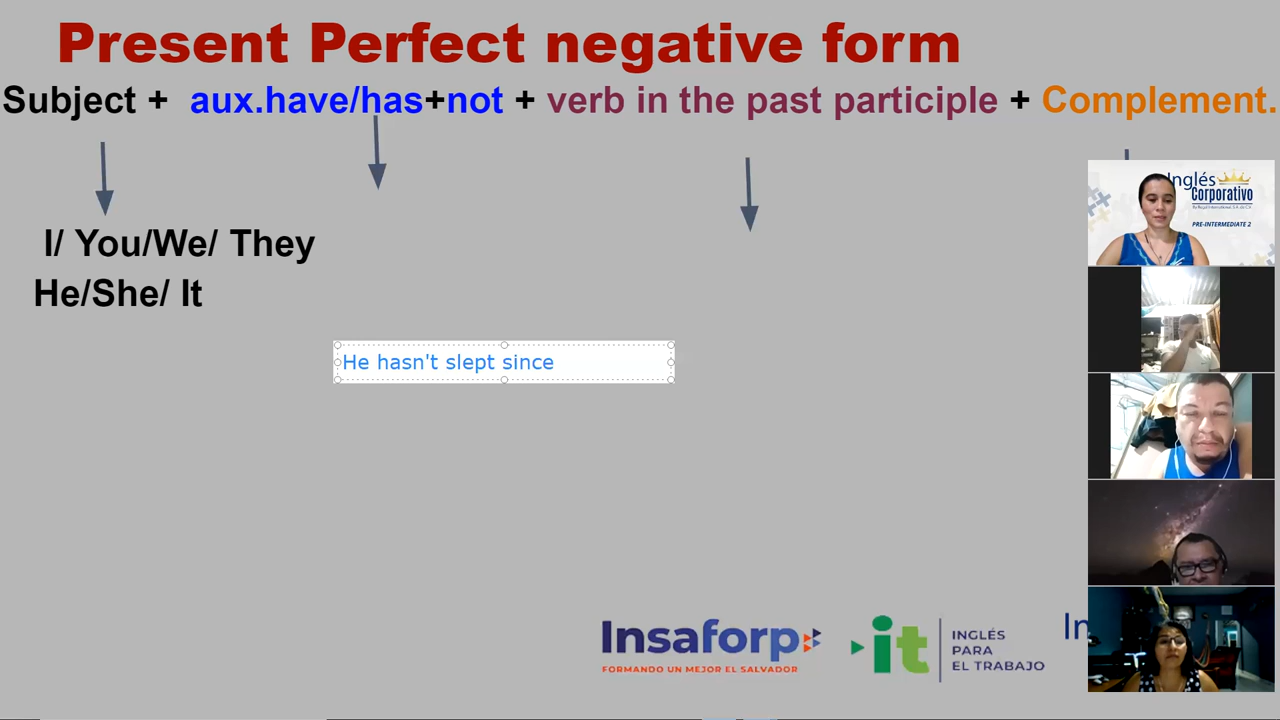 Present Perfect negative form
Subject + aux.have/has+not + verb in the past participle + Complement.
I/ You/We/ They
He/She/ It
He hasn't slept since
Inglés
Corporativo
PRE-INTERMEDIATE 2
Insaforp
FORMANDO UN MEJOR EL SALVADOR
it
INGLÉS
PARA
EL TRABAJO
In